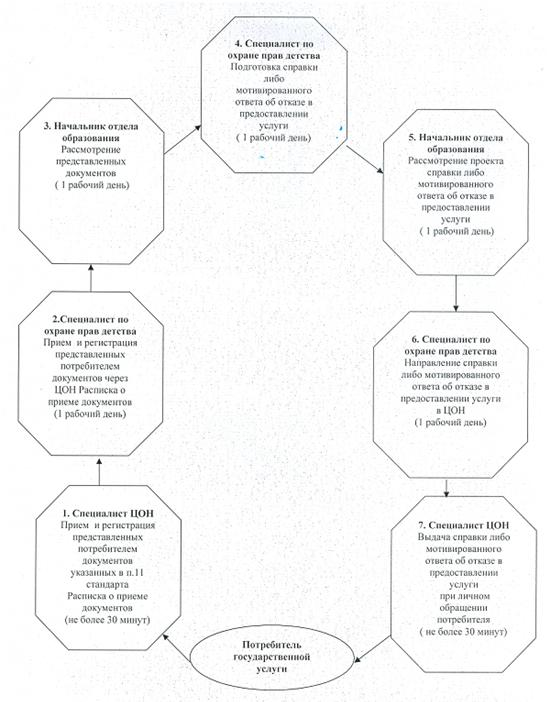 4. Специалист по
охране прав детства
Подготовка справки
либо
мотивированного
ответа об отказе в
предоставлении
услуги
( 1 рабочий день)
3. Начальник отдела
образования
Рассмотрение
представленных
документов
( 1 рабочий день)
5. Начальник отдела
образования
Рассмотрение проекта
справки либо
мотивированного
ответа об отказе в
предоставлении
услуги
( 1 рабочий день)
2.Специалист по
охране прав детства
Прием и регистрация
представленных
потребителем
документов через
ЦОН Расписка о
приеме документов
(1 рабочий день)
6. Специалист по
охране прав детства
Направление справки
либо мотивированного
ответа об отказе в
предоставлении услуги
в ЦОН
(1 рабочий день)
1. Специалист ЦОН
Прием и регистрация
представленных
потребителем
документов
указанных в п.11
стандарта
Расписка о приеме
документов
(не более 30 минут)
7. Специалист ЦОН
Выдача справки либо
мотивированного
ответа об отказе в
предоставлении
услуги
при личном
обращении
потребителя
( не более 30 минут)
Потребитель
государственной
услуги